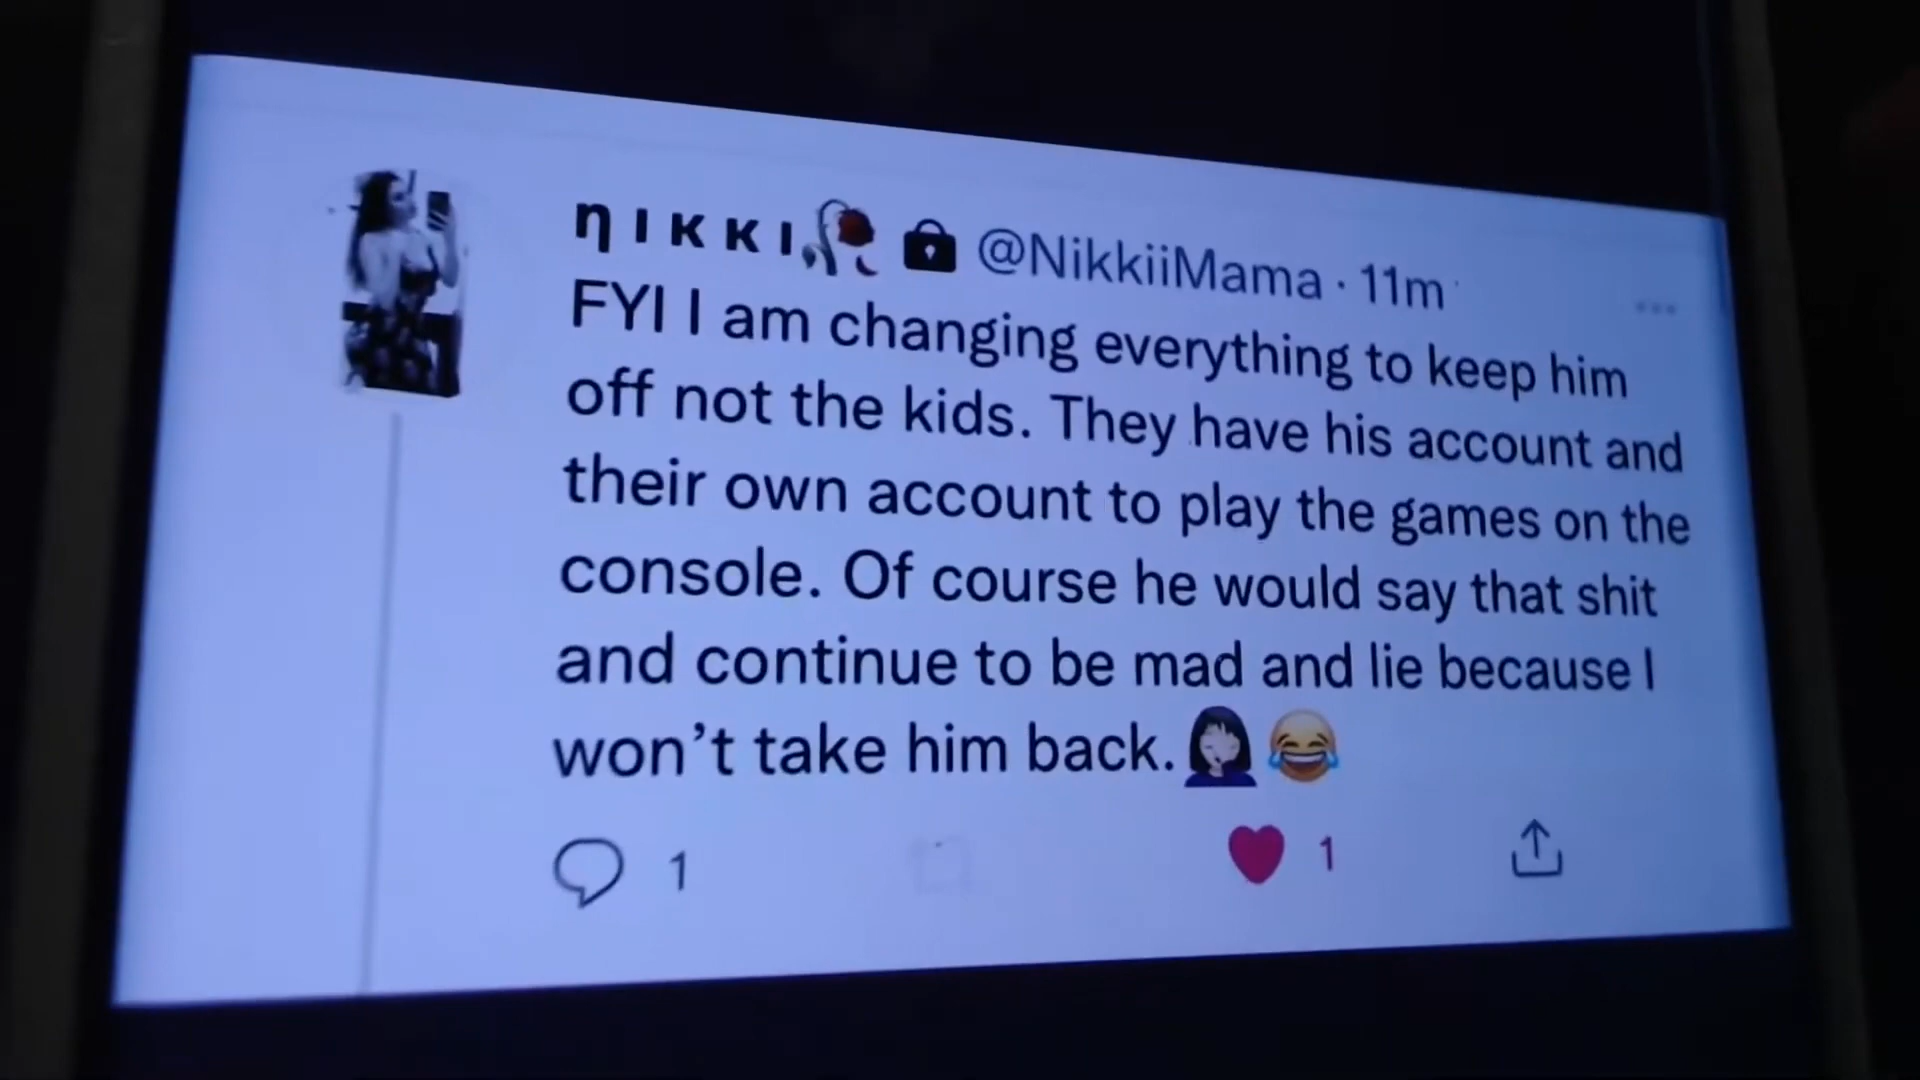 ηιккι🥀 🔒 @NikkiiMama · 11m
FYI I am changing everything to keep him
off not the kids. They have his account and
their own account to play the games on the
console. Of course he would say that shit
and continue to be mad and lie because I
won’t take him back.🤦🏻‍♀️😂
1 1